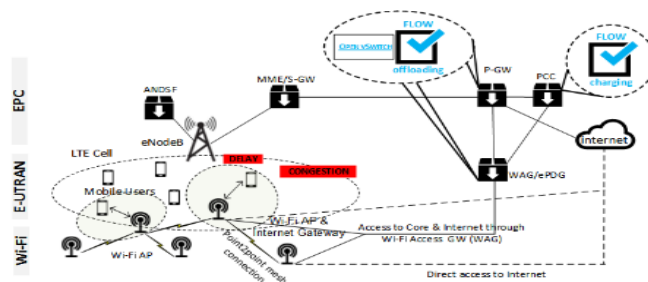 FLOW
OPEN vSWITCH
offloading
FLOW
charging
P-GW
PCC
MME/S-GW
ANDSF
EPC
eNodeB
internet
LTE Cell
DELAY
CONGESTION
WAG/ePDG
E-UTRAN
Mobile Users
Wi-Fi AP &
Internet Gateway
Access to Core & Internet through
Wi-Fi Access GW (WAG)
Wi-Fi
Wi-Fi AP
Point2point mesh
connection
Direct access to Internet